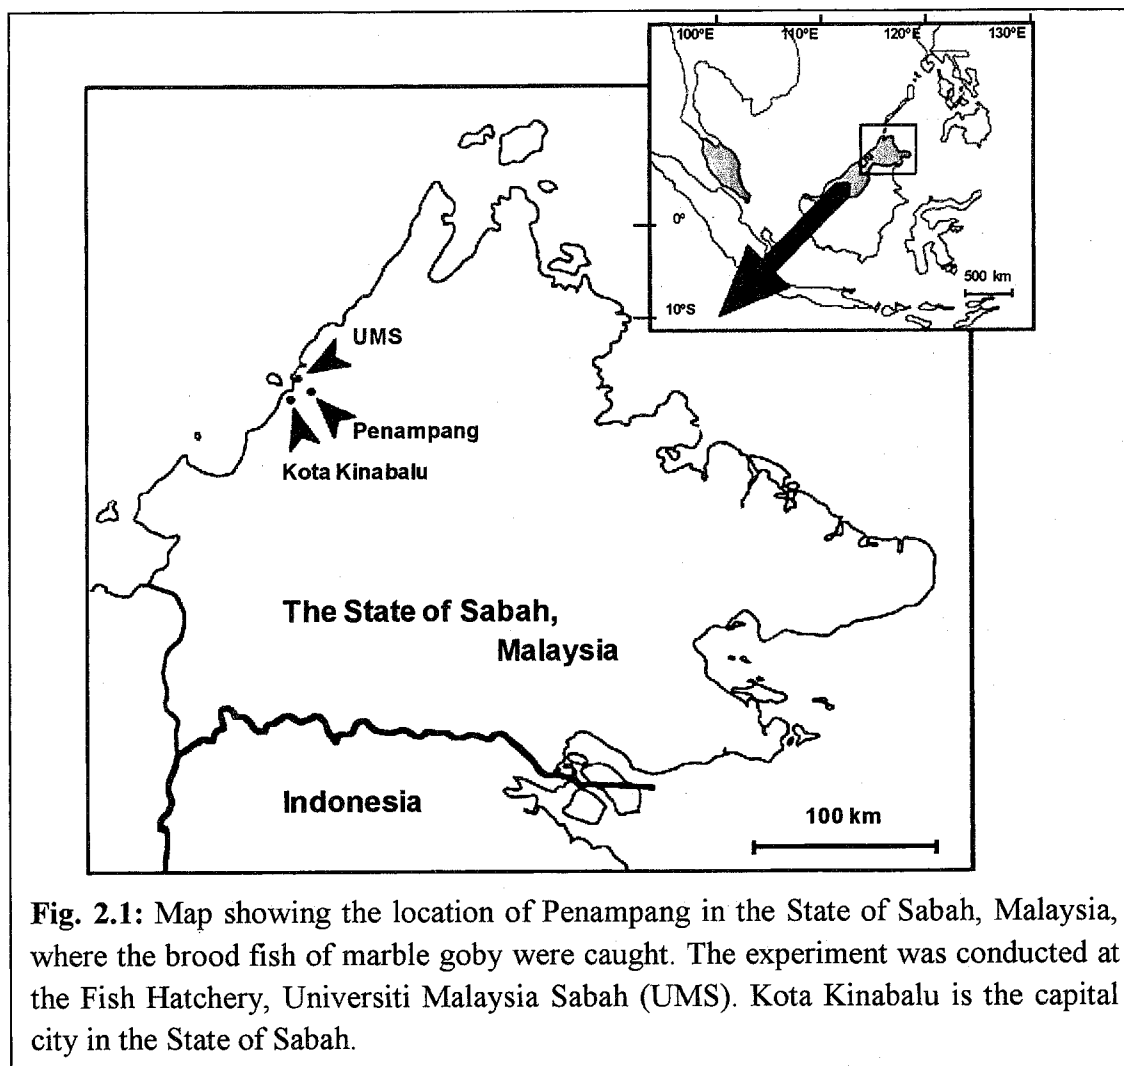 100°E 110°E 120°E 130°E
0°
500 km
10°S
UMS
Penampang
Kota Kinabalu
The State of Sabah,
Malaysia
Indonesia
100 km
Fig. 2.1: Map showing the location of Penampang in the State of Sabah, Malaysia,
where the brood fish of marble goby were caught. The experiment was conducted at
the Fish Hatchery, Universiti Malaysia Sabah (UMS). Kota Kinabalu is the capital
city in the State of Sabah.